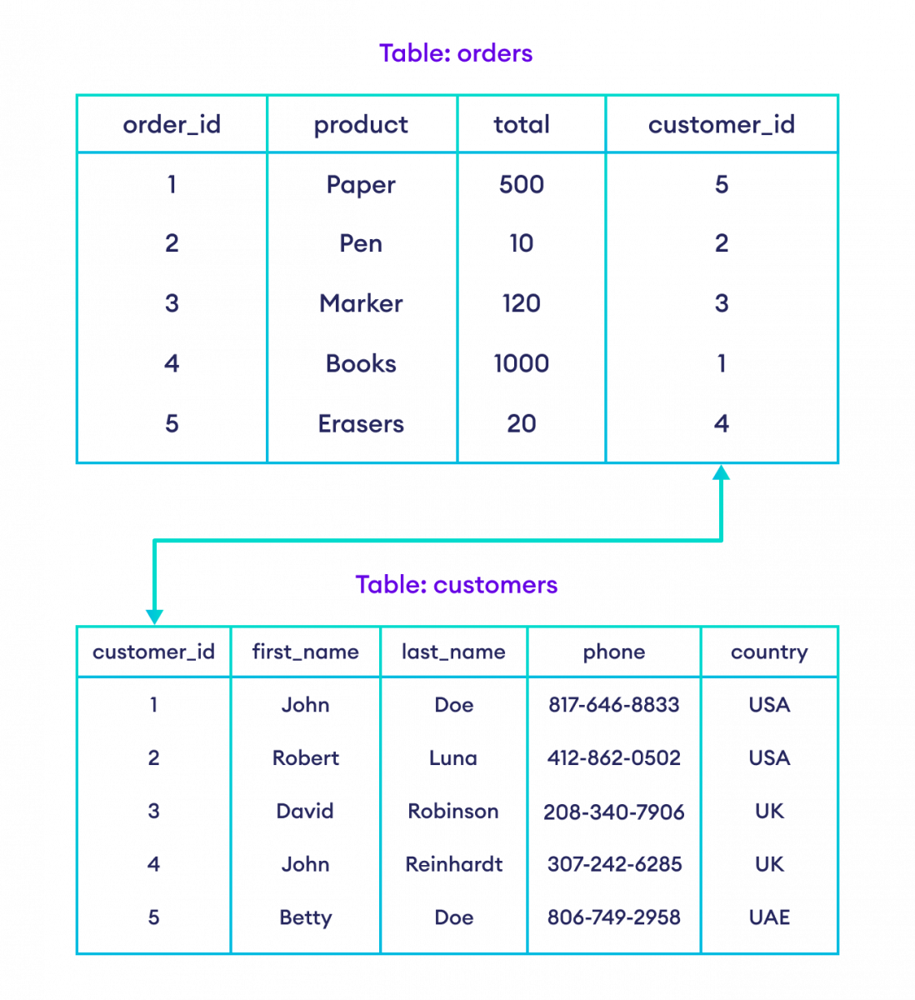 Table: orders
order_id product total customer_id
1 Paper 500 5
2 Pen 10 2
3 Marker 120 3
4 Books 1000 1
5 Erasers 20 4
Table: customers
customer_id first_name last_name phone country
1 John Doe 817-646-8833 USA
2 Robert Luna 412-862-0502 USA
3 David Robinson 208-340-7906 UK
4 John Reinhardt 307-242-6285 UK
5 Betty Doe 806-749-2958 UAE